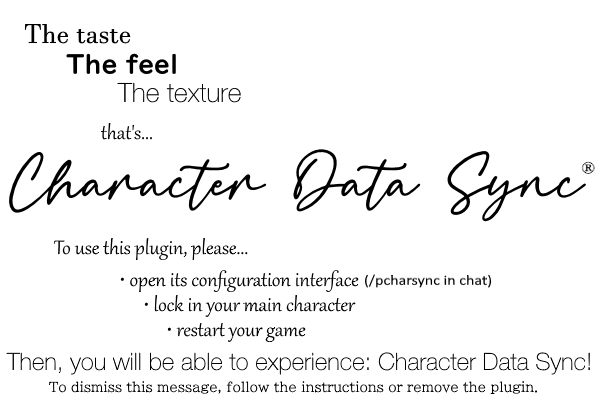 The taste
The feel
The texture
that's...
Character Data Sync®
To use this plugin, please...
• open its configuration interface (/pcharsync in chat)
• lock in your main character
• restart your game
Then, you will be able to experience: Character Data Sync!
To dismiss this message, follow the instructions or remove the plugin.